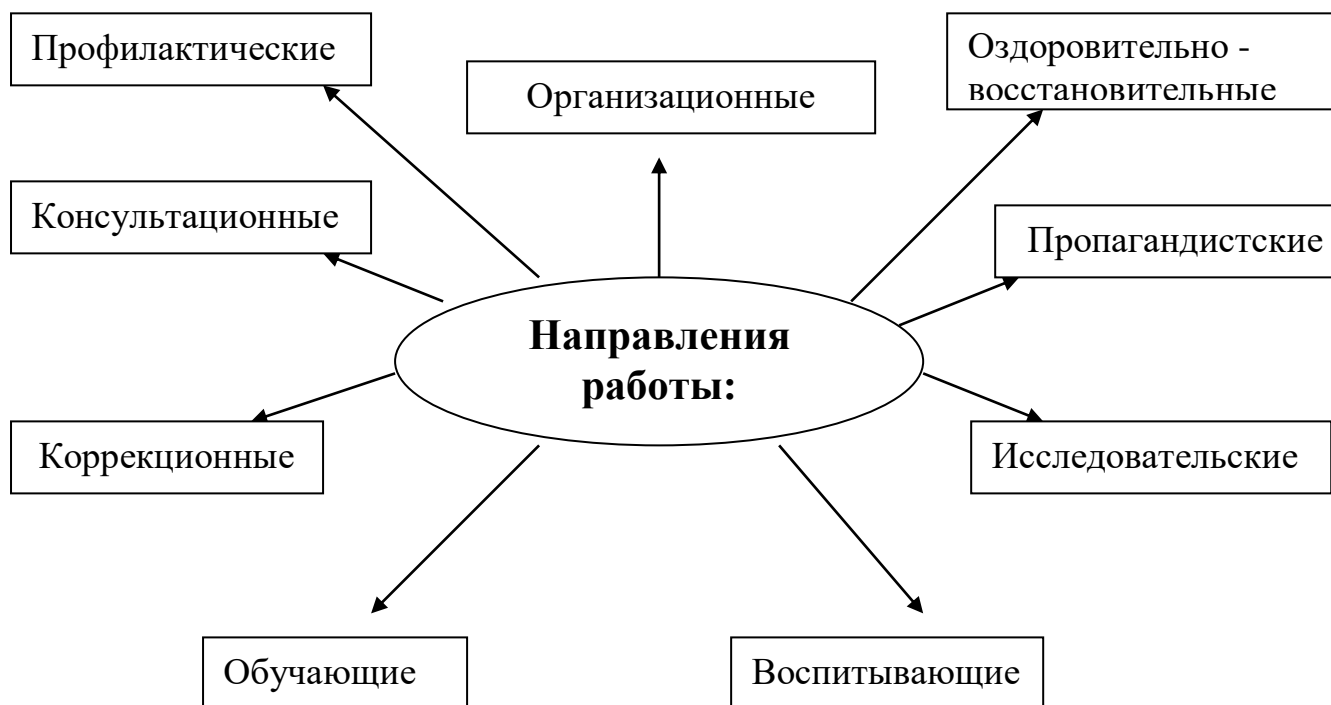 Профилактические
Организационные
Оздоровительно -
восстановительные
Консультационные
Пропагандистские
Направления
работы:
Коррекционные
Исследовательские
Обучающие
Воспитывающие